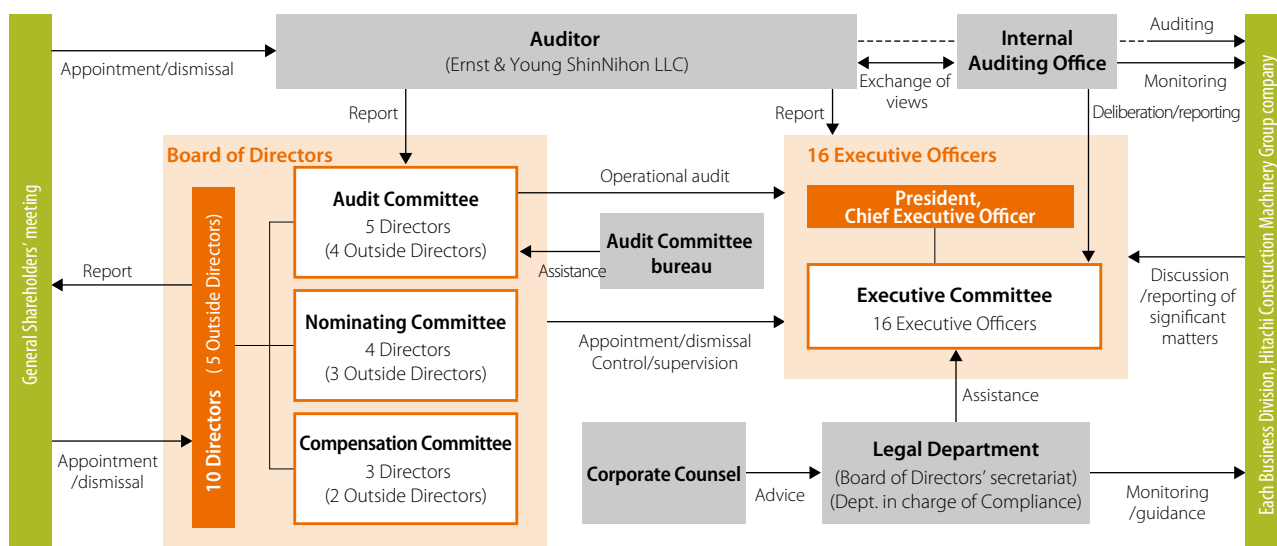 General Shareholders' meeting
Appointment/dismissal
Auditor
(Ernst & Young ShinNihon LLC)
Exchange of
views
Internal
Auditing Office
Auditing
Monitoring
Report
Report
Deliberation/reporting
Board of Directors
10 Directors (5 Outside Directors)
Audit Committee
5 Directors
(4 Outside Directors)
Operational audit
Audit Committee
bureau
Assistance
16 Executive Officers
President,
Chief Executive Officer
Executive Committee
16 Executive Officers
Discussion
/reporting of
significant
matters
Report
Nominating Committee
4 Directors
(3 Outside Directors)
Appointment/dismissal
Control/supervision
Assistance
Appointment
/dismissal
Compensation Committee
3 Directors
(2 Outside Directors)
Corporate Counsel
Advice
Legal Department
(Board of Directors' secretariat)
(Dept. in charge of Compliance)
Monitoring
/guidance
Each Business Division, Hitachi Construction Machinery Group company